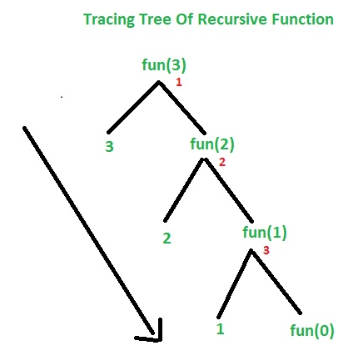 Tracing Tree Of Recursive Function
fun(3)
1
3
fun(2)
2
2
fun(1)
3
1
fun(0)